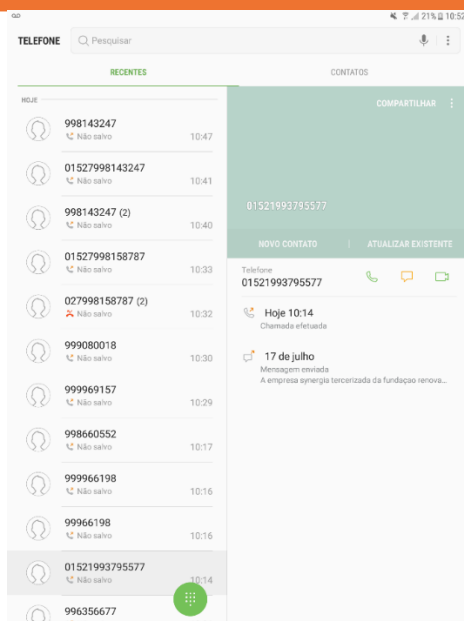 21% 10:52
TELEFONE
Pesquisar
RECENTES
CONTATOS
HOJE
998143247
Não salvo
10:47
01527998143247
Não salvo
10:41
998143247 (2)
Não salvo
10:40
01527998158787
Não salvo
10:33
027998158787 (2)
Não salvo
10:32
999080018
Não salvo
10:30
999969157
Não salvo
10:29
998660552
Não salvo
10:17
999966198
Não salvo
10:16
99966198
Não salvo
10:16
01521993795577
Não salvo
10:14
996356677
COMPARTILHAR
01521993795577
NOVO CONTATO | ATUALIZAR EXISTENTE
Telefone
01521993795577
Hoje 10:14
Chamada efetuada
17 de julho
Mensagem enviada
A empresa synergia tercerizada da fundaçao renova...